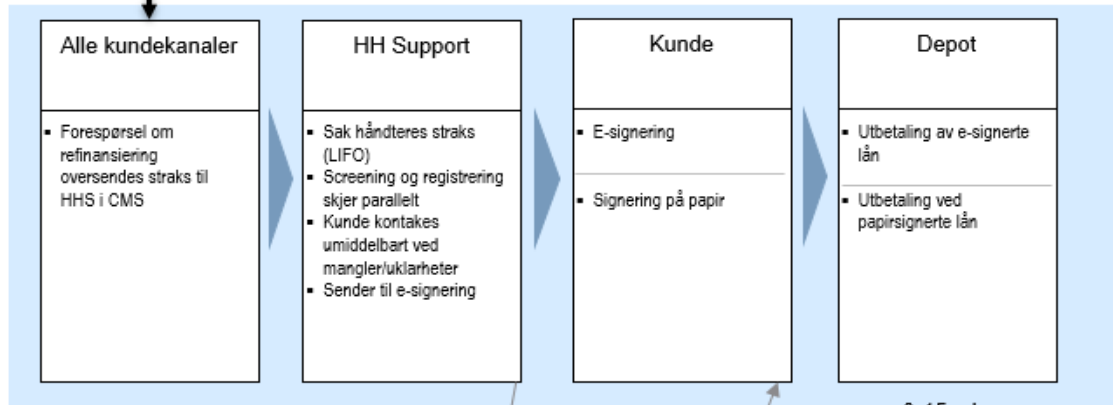 Alle kundekanaler
Forespørsel om
refinansiering
oversendes straks til
HHS i CMS
HH Support
Sak håndteres straks
(LIFO)
Screening og registrering
skjer parallelt
Kunde kontakes
umiddelbart ved
mangler/uklarheter
Sender til e-signering
Kunde
E-signering
Signering på papir
Depot
Utbetaling av e-signerte
lån
Utbetaling ved
papirsignerte lån